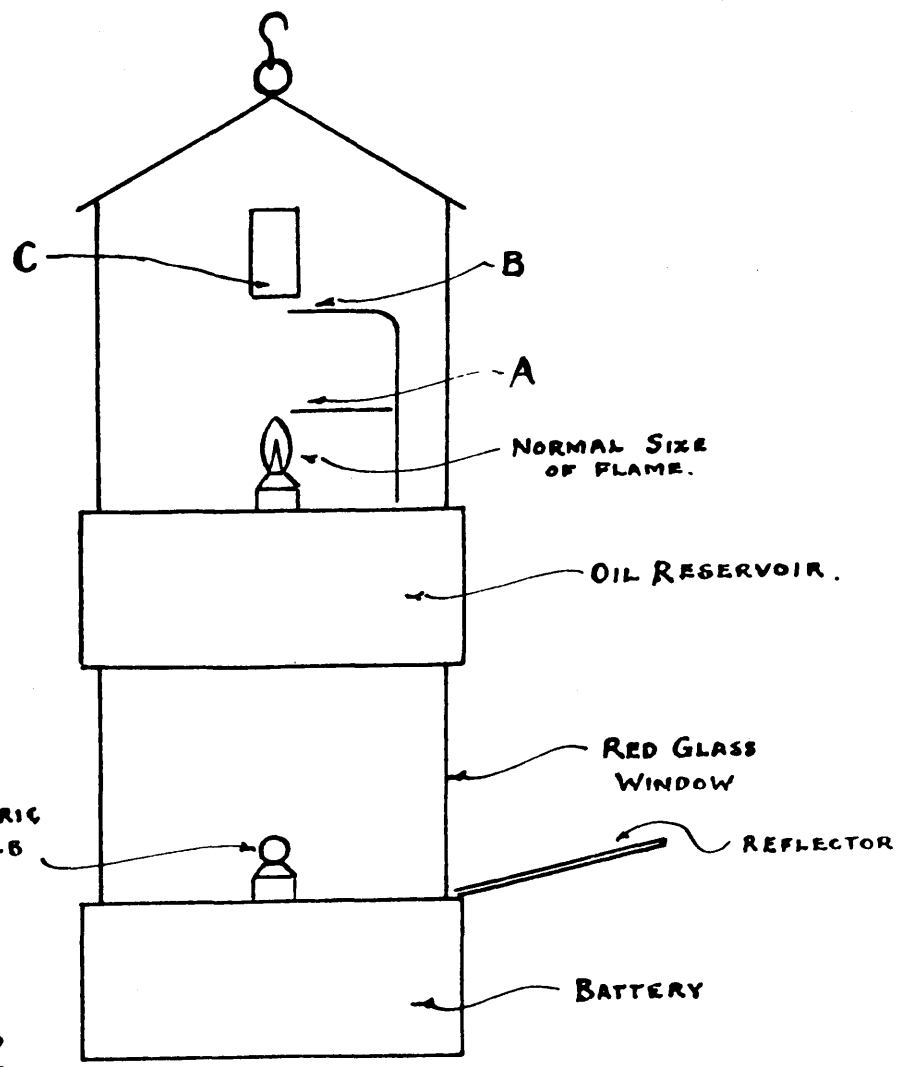 C
B
A
NORMAL SIZE
OF FLAME.
OIL RESERVOIR.
RED GLASS
WINDOW
REFLECTOR
BATTERY